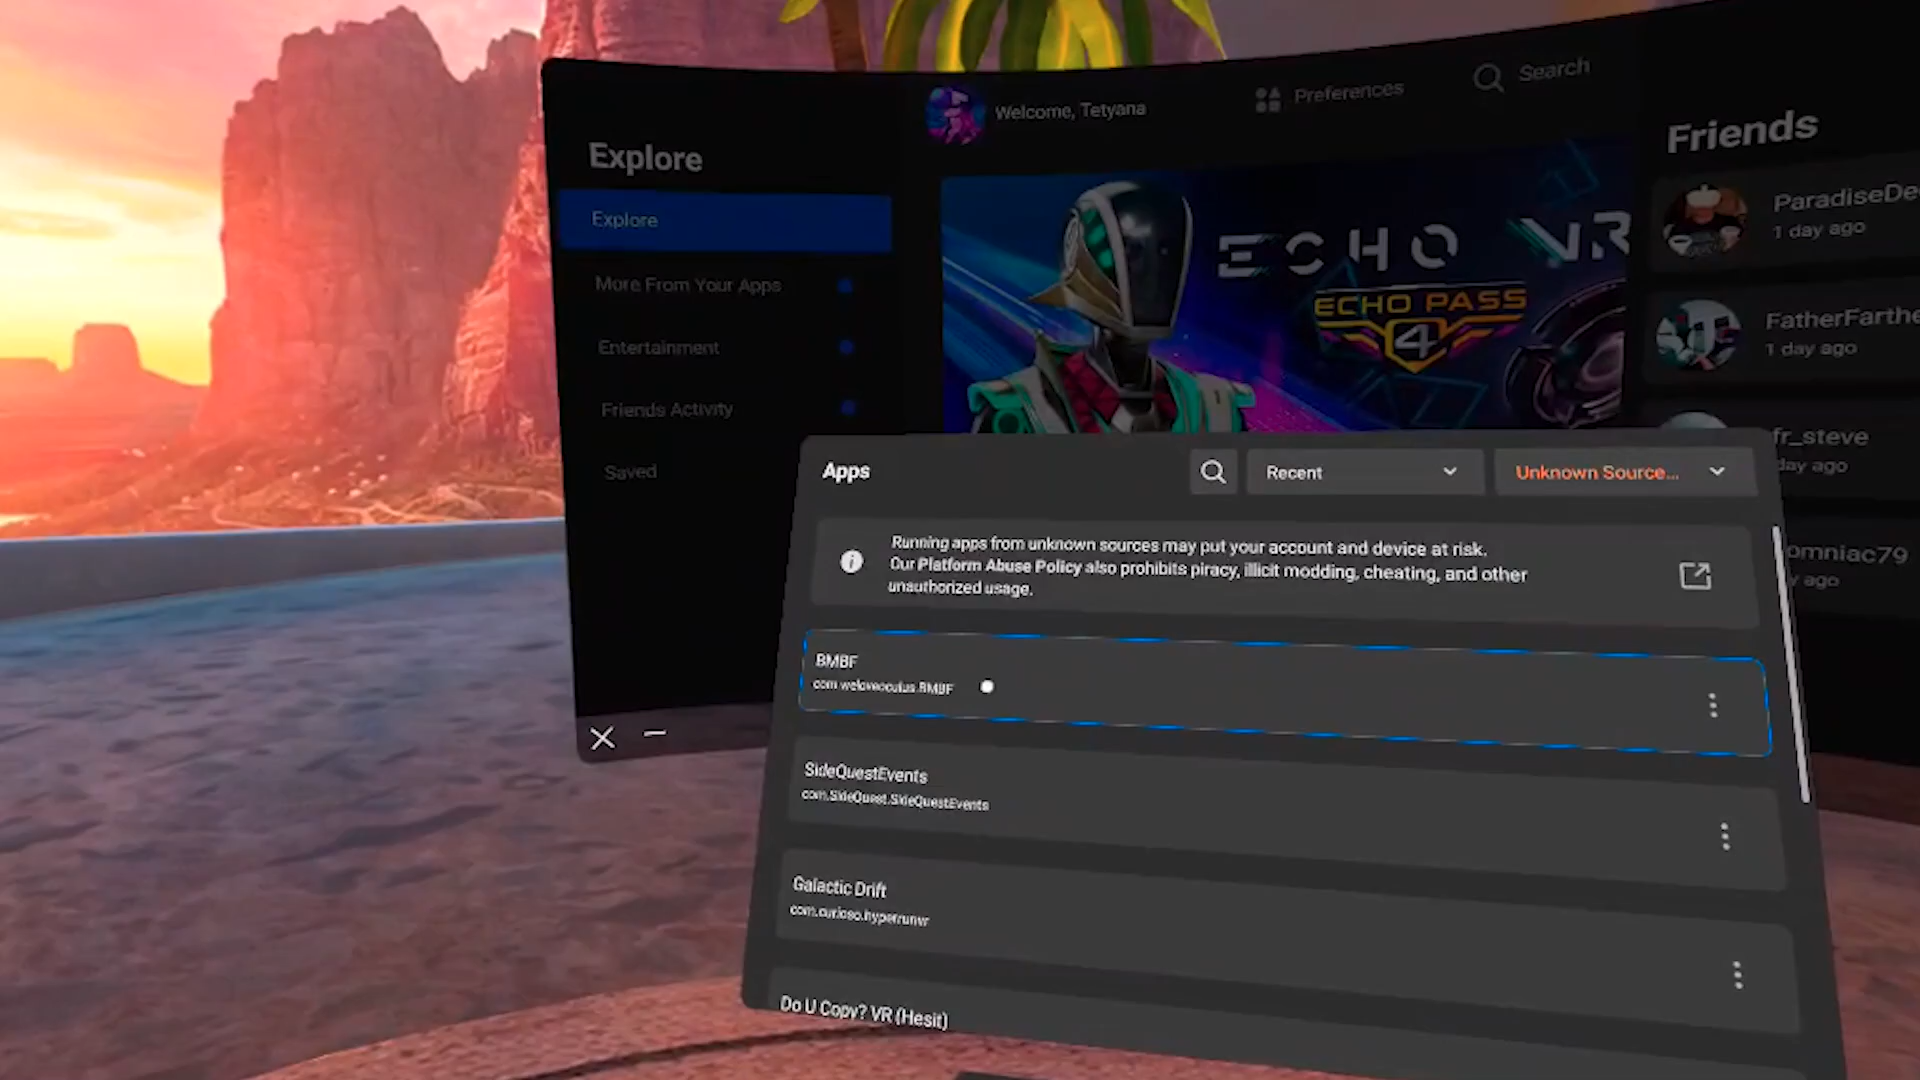 Explore
Explore
More From Your Apps
Entertainment
Friends Activity
Saved
Welcome, Tetyana
Preferences
Search
ECHO VR
ECHO PASS
4
Friends
ParadiseDe
1 day ago
FatherFarthe
1 day ago
fr_steve
day ago
omniac79
ago
Apps
Recent
Unknown Source...
Running apps from unknown sources may put your account and device at risk.
Our Platform Abuse Policy also prohibits piracy, illicit modding, cheating, and other
unauthorized usage.
BMBF
com.weloveoculus.BMBF
SideQuestEvents
com.SideQuest.SideQuestEvents
Galactic Drift
com.curioso.hyperrunvr
Do U Copy? VR (Hesit)